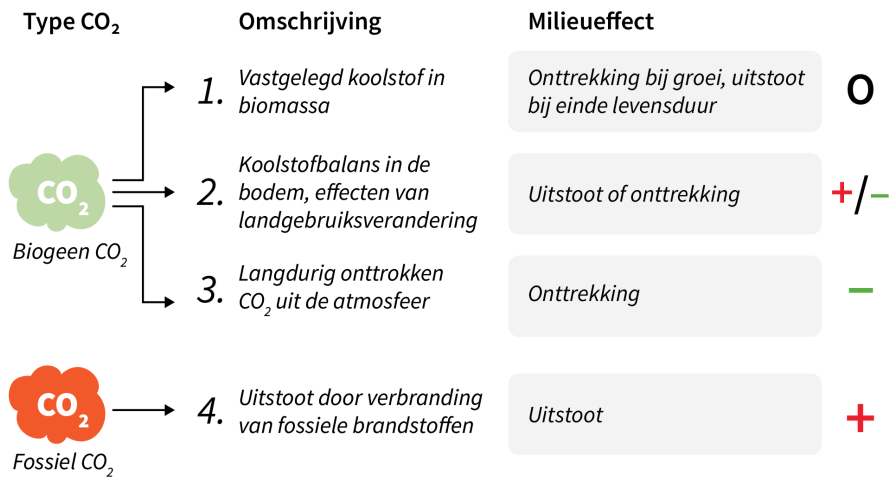 Type CO₂ Omschrijving Milieueffect
1. Vastgelegd koolstof in
biomassa
Onttrekking bij groei, uitstoot
bij einde levensduur
O
CO₂
Biogeen CO₂
2. Koolstofbalans in de
bodem, effecten van
landgebruiksverandering
Uitstoot of onttrekking
+/–
3. Langdurig onttrokken
CO₂ uit de atmosfeer
Onttrekking
–
CO₂
Fossiel CO₂
4. Uitstoot door verbranding
van fossiele brandstoffen
Uitstoot
+